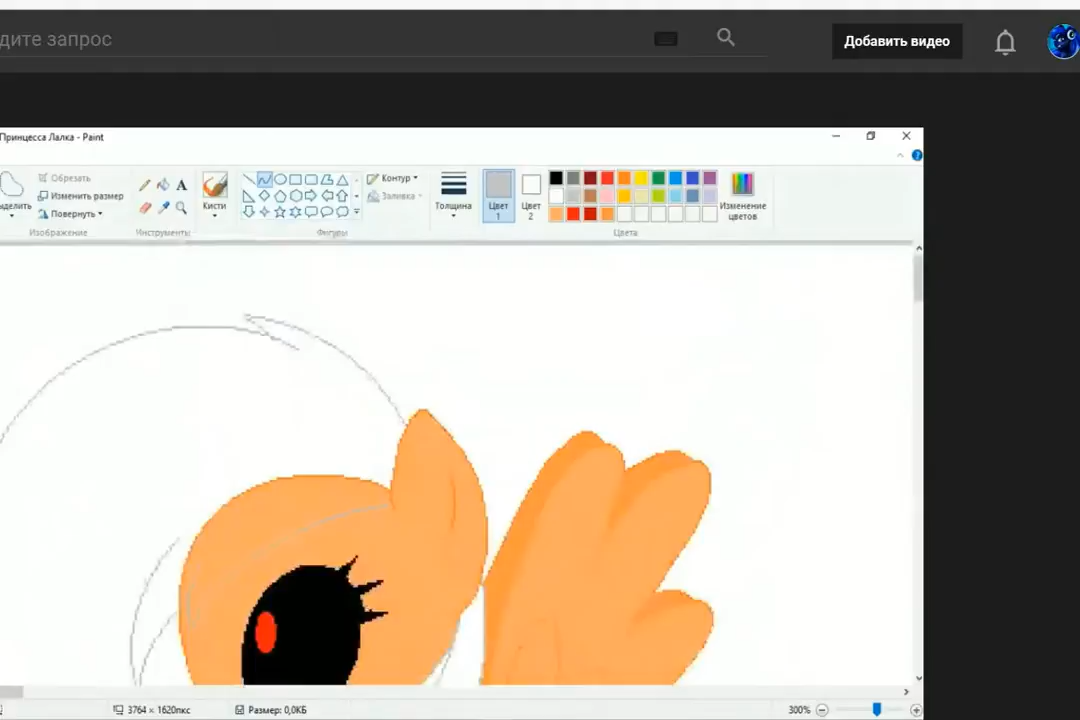 дите запрос
Добавить видео
Принцесса Лалка - Paint
Обрезать
Изменить размер
Повернуть
ыделить
Изображение
A
Инструменты
Кисти
Фигуры
Контур
Заливка
Толщина
Цвет
1
Цвет
2
Изменение
цветов
Цвета
3764 × 1620пкс
Размер: 0,0КБ
300%